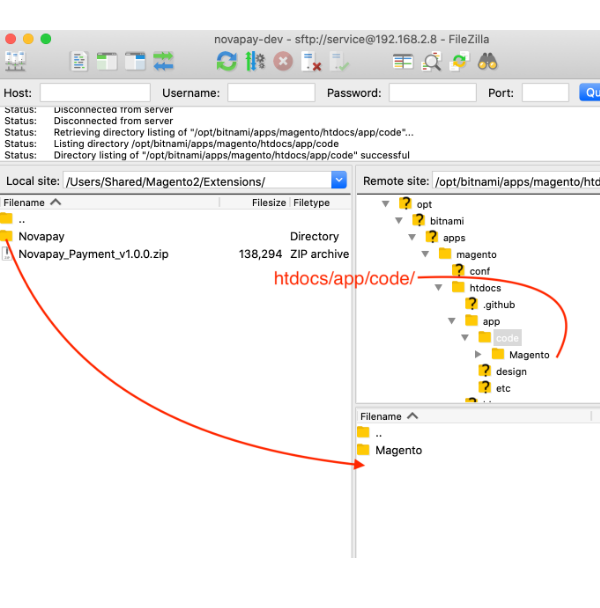 novapay-dev - sftp://service@192.168.2.8 - FileZilla
Host: Username: Password: Port: Qu
Status: Disconnected from server
Status: Disconnected from server
Status: Retrieving directory listing of "/opt/bitnami/apps/magento/htdocs/app/code"...
Status: Listing directory /opt/bitnami/apps/magento/htdocs/app/code
Status: Directory listing of "/opt/bitnami/apps/magento/htdocs/app/code" successful
Local site: /Users/Shared/Magento2/Extensions/
Filename Filesize Filetype
..
Novapay Directory
Novapay_Payment_v1.0.0.zip 138,294 ZIP archive
Remote site: /opt/bitnami/apps/magento/htd
opt
bitnami
apps
magento
conf
htdocs/app/code/
htdocs
.github
app
code
Magento
design
etc
Filename
..
Magento